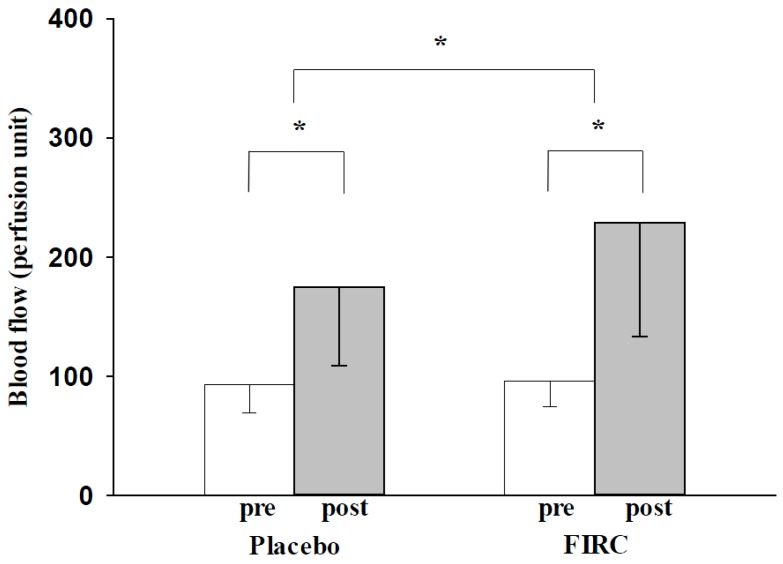 400
*
*
*
300
200
100
0
Blood flow (perfusion unit)
pre post pre post
Placebo FIRC